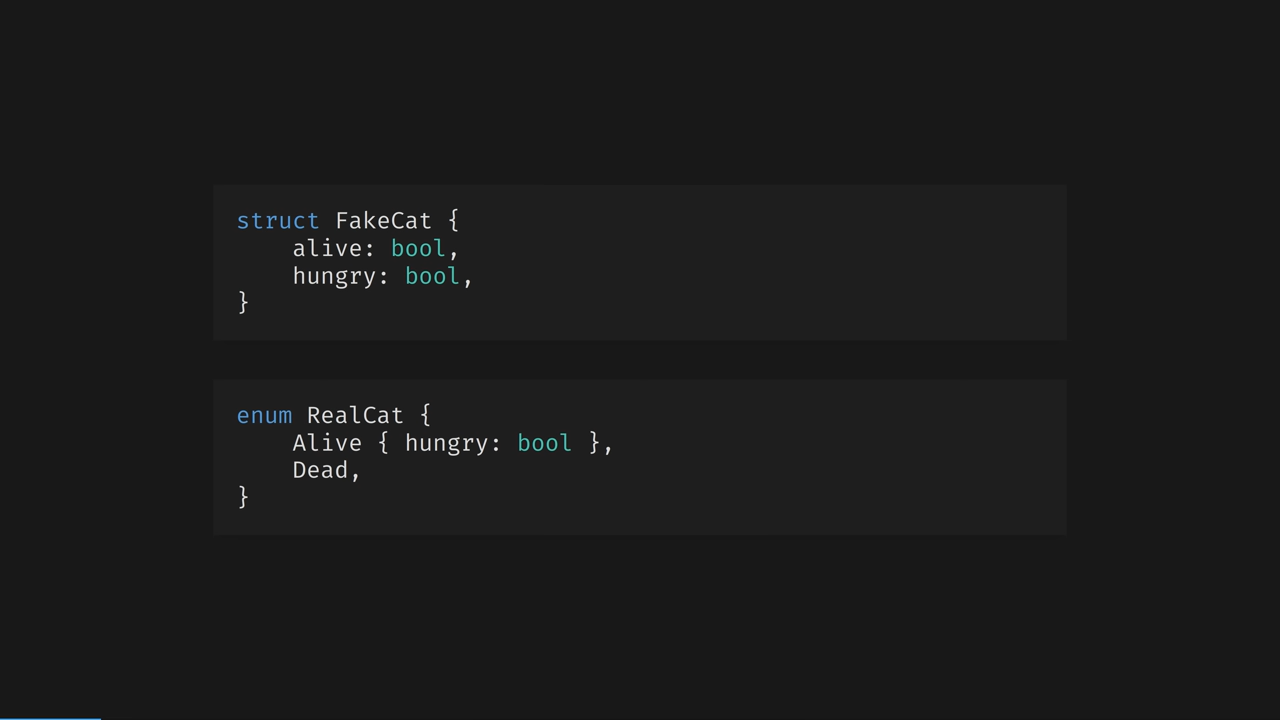 struct FakeCat {
    alive: bool,
    hungry: bool,
}
enum RealCat {
    Alive { hungry: bool },
    Dead,
}